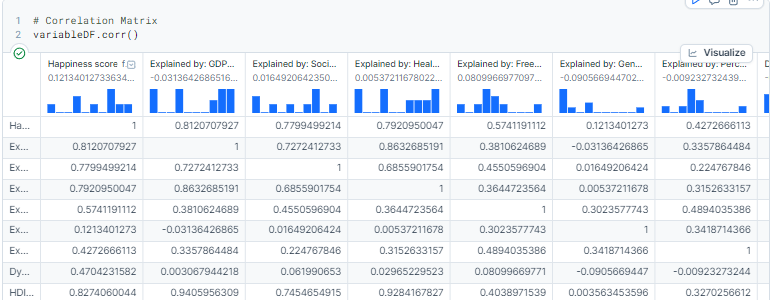 1 # Correlation Matrix
2 variableDF.corr()
Visualize
Happiness score f... Explained by: GDP... Explained by: Soci... Explained by: Heal... Explained by: Free... Explained by: Gen... Explained by: Perc... D
0.12134012733634... -0.0313642686516... 0.0164920642350... 0.00537211678022... 0.0809966977097... -0.090566944702... -0.009232732439...
Ha... 1 0.8120707927 0.7799499214 0.7920950047 0.5741191112 0.1213401273 0.4272666113
Ex... 0.8120707927 1 0.7272412733 0.8632685191 0.3810624689 -0.03136426865 0.3357864484
Ex... 0.7799499214 0.7272412733 1 0.6855901754 0.4550596904 0.01649206424 0.224767846
Ex... 0.7920950047 0.8632685191 0.6855901754 1 0.3644723564 0.00537211678 0.3152633157
Ex... 0.5741191112 0.3810624689 0.4550596904 0.3644723564 1 0.3023577743 0.4894035386
Ex... 0.1213401273 -0.03136426865 0.01649206424 0.00537211678 0.3023577743 1 0.3418714366
Ex... 0.4272666113 0.3357864484 0.224767846 0.3152633157 0.4894035386 0.3418714366 1
Dy... 0.4704231582 0.003067944218 0.061990653 0.02965229523 0.08099669771 -0.0905669447 -0.00923273244
HDI... 0.8274060044 0.9405956309 0.7454654915 0.9284167827 0.4038971539 0.003563453596 0.3270256612